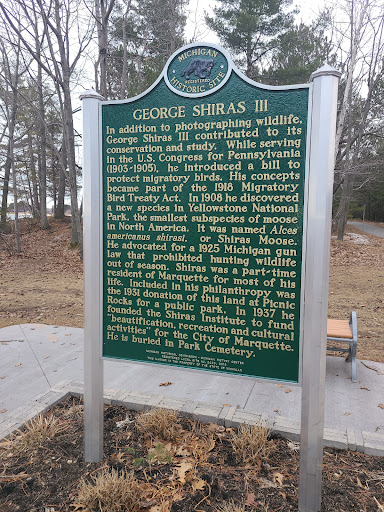 MICHIGAN
REGISTERED
HISTORIC SITE
GEORGE SHIRAS III
In addition to photographing wildlife,
George Shiras III contributed to its
conservation and study. While serving
in the U.S. Congress for Pennsylvania
(1903-1905), he introduced a bill to
protect migratory birds. His concepts
became part of the 1918 Migratory
Bird Treaty Act. In 1908 he discovered
a new species in Yellowstone National
Park, the smallest subspecies of moose
in North America. It was named Alces
americanus shirasi, or Shiras Moose.
He advocated for a 1925 Michigan gun
law that prohibited hunting wildlife
out of season. Shiras was a part-time
resident of Marquette for most of his
life. Included in his philanthropy was
the 1931 donation of this land at Picnic
Rocks for a public park. In 1937 he
founded the Shiras Institute to fund
"beautification, recreation and cultural
activities" for the City of Marquette.
He is buried in Park Cemetery.